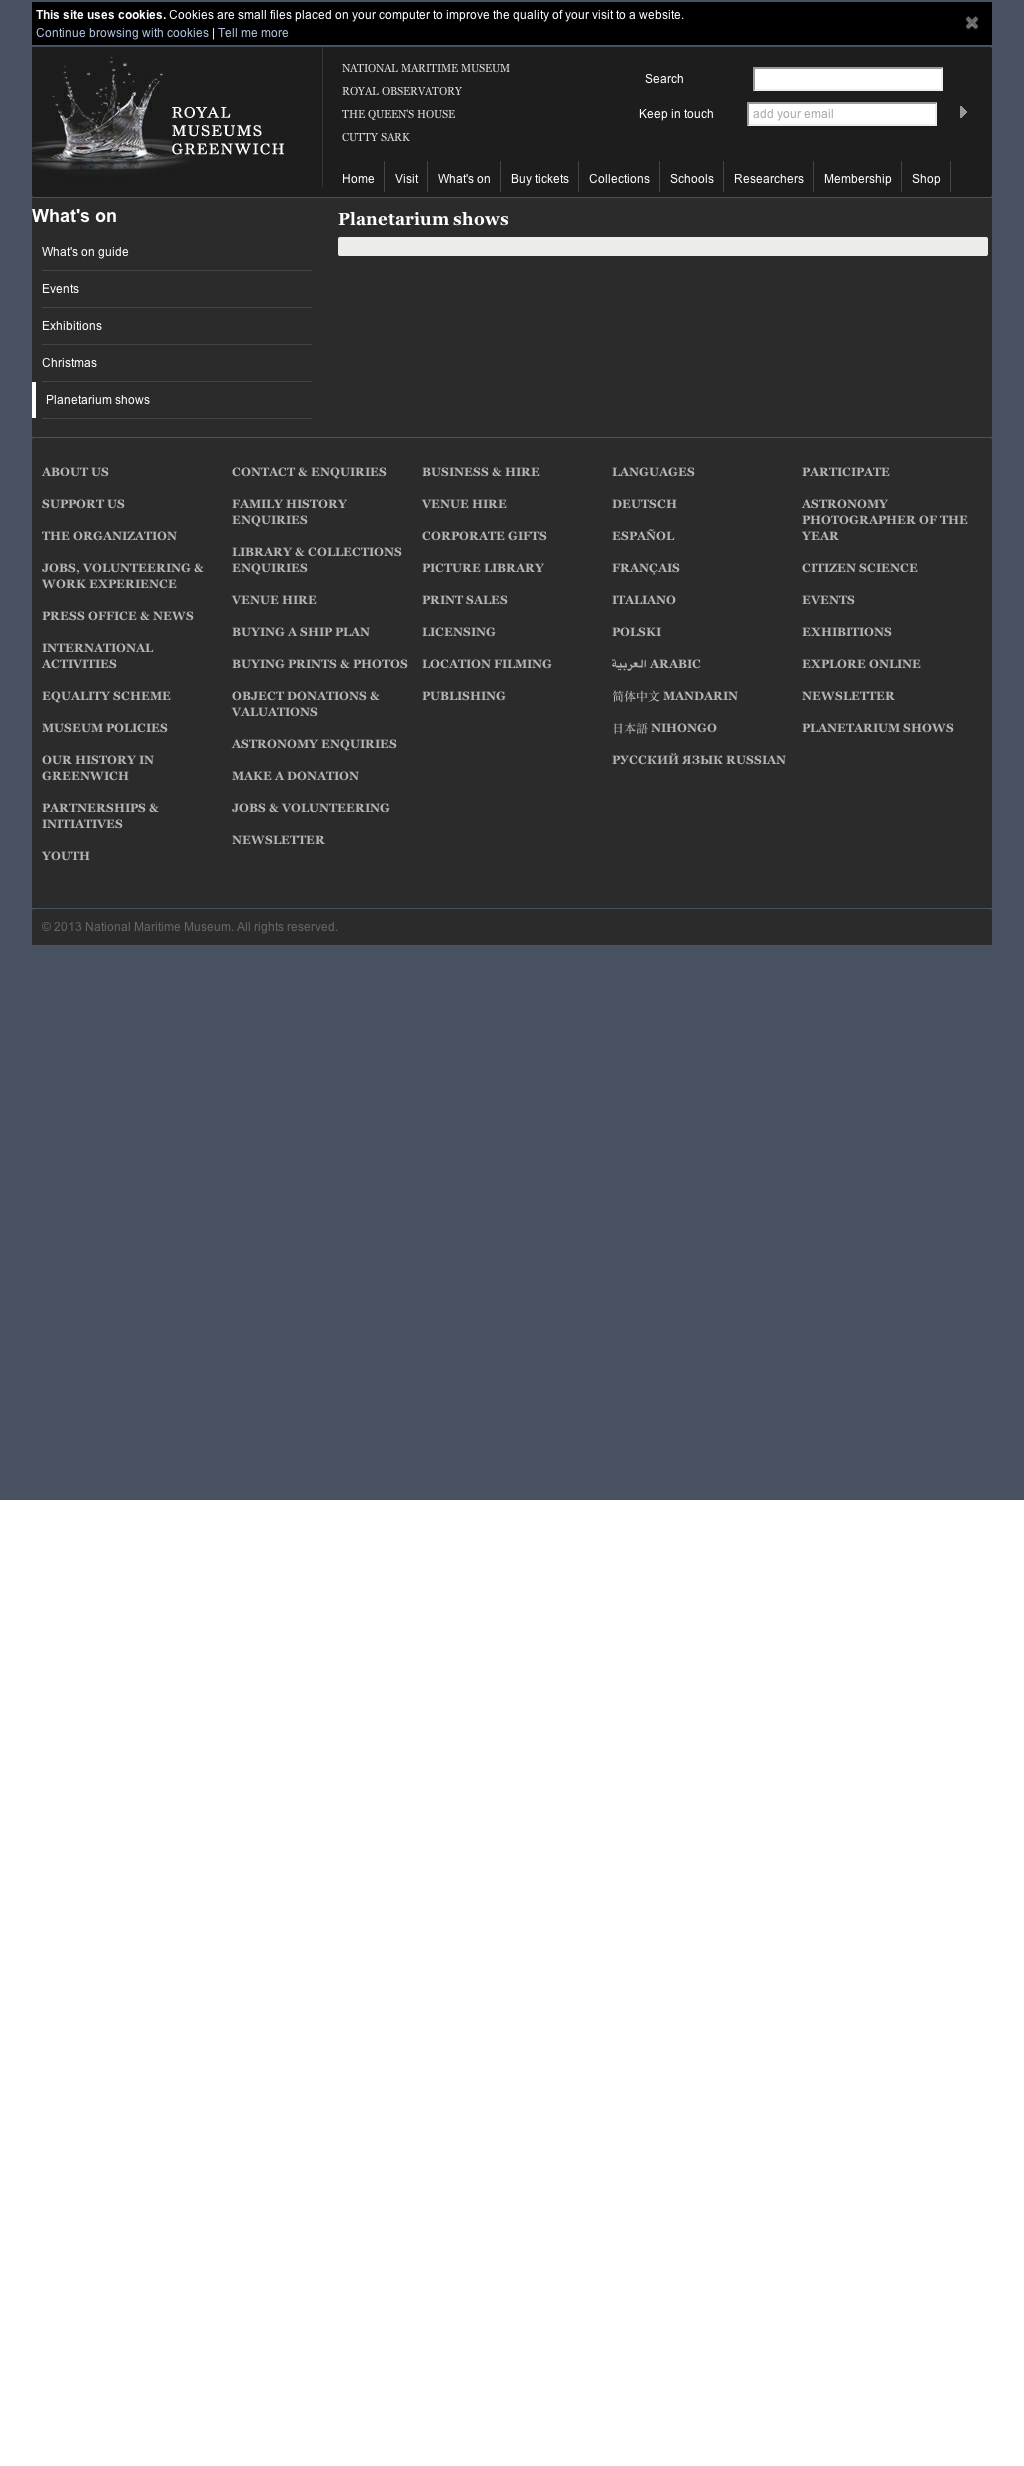 This site uses cookies. Cookies are small files placed on your computer to improve the quality of your visit to a website.
Continue browsing with cookies | Tell me more
ROYAL
MUSEUMS
GREENWICH
NATIONAL MARITIME MUSEUM
ROYAL OBSERVATORY
THE QUEEN'S HOUSE
CUTTY SARK
Search
Keep in touch
add your email
Home
Visit
What's on
Buy tickets
Collections
Schools
Researchers
Membership
Shop
What's on
What's on guide
Events
Exhibitions
Christmas
Planetarium shows
Planetarium shows
ABOUT US
SUPPORT US
THE ORGANIZATION
JOBS, VOLUNTEERING &
WORK EXPERIENCE
PRESS OFFICE & NEWS
INTERNATIONAL
ACTIVITIES
EQUALITY SCHEME
MUSEUM POLICIES
OUR HISTORY IN
GREENWICH
PARTNERSHIPS &
INITIATIVES
YOUTH
CONTACT & ENQUIRIES
FAMILY HISTORY
ENQUIRIES
LIBRARY & COLLECTIONS
ENQUIRIES
VENUE HIRE
BUYING A SHIP PLAN
BUYING PRINTS & PHOTOS
OBJECT DONATIONS &
VALUATIONS
ASTRONOMY ENQUIRIES
MAKE A DONATION
JOBS & VOLUNTEERING
NEWSLETTER
BUSINESS & HIRE
VENUE HIRE
CORPORATE GIFTS
PICTURE LIBRARY
PRINT SALES
LICENSING
LOCATION FILMING
PUBLISHING
LANGUAGES
DEUTSCH
ESPAÑOL
FRANÇAIS
ITALIANO
POLSKI
العربية ARABIC
简体中文 MANDARIN
日本語 NIHONGO
РУССКИЙ ЯЗЫК RUSSIAN
PARTICIPATE
ASTRONOMY
PHOTOGRAPHER OF THE
YEAR
CITIZEN SCIENCE
EVENTS
EXHIBITIONS
EXPLORE ONLINE
NEWSLETTER
PLANETARIUM SHOWS
© 2013 National Maritime Museum. All rights reserved.